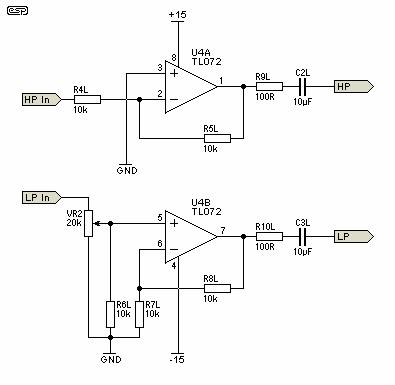 esp
+15
U4A
TL072
8
3
+
1
2
-
HP In
R4L
10k
R5L
10k
R9L
100R
C2L
10µF
HP
GND
LP In
VR2
20k
U4B
TL072
5
+
7
6
-
4
R10L
100R
C3L
10µF
LP
R8L
10k
R6L
10k
R7L
10k
GND
-15